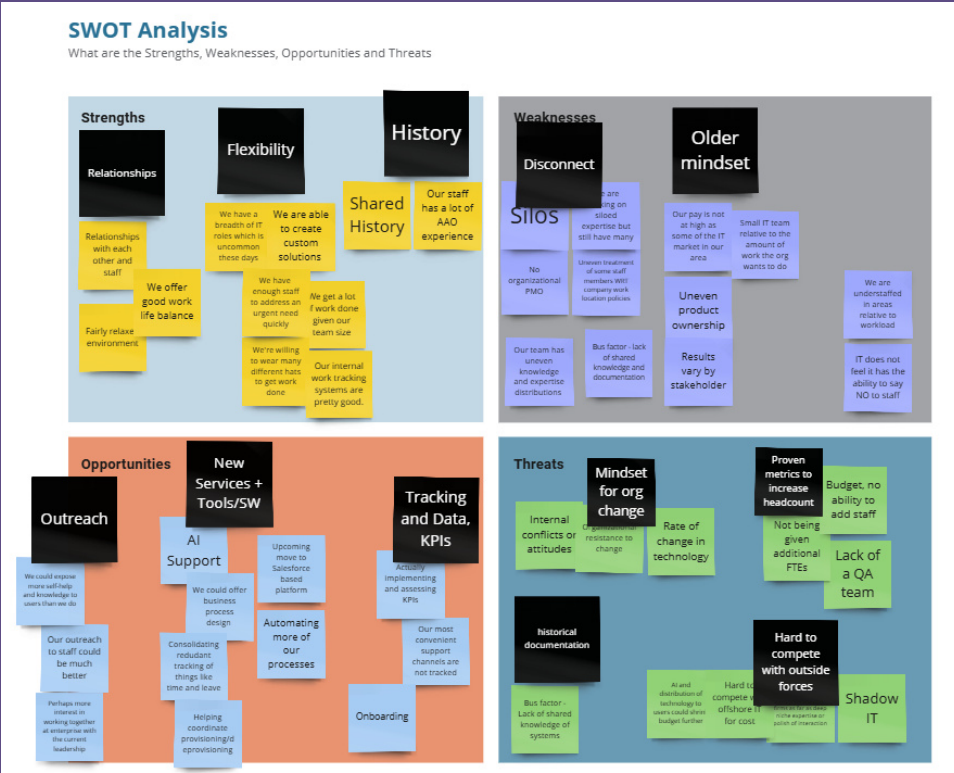 SWOT Analysis
What are the Strengths, Weaknesses, Opportunities and Threats
Strengths
Relationships
Relationships
with each
other and
staff
We offer
good work
life balance
Fairly relaxe
environment
Flexibility
We have a
breadth of IT
roles which is
uncommon
these days
We are able
to create
custom
solutions
We have
enough staff
to address an
urgent need
quickly
We get a lot
f work done
given our
team size
We're willing
to wear many
different hats
to get work
done
Our internal
work tracking
systems are
pretty good.
History
Shared
History
Our staff
has a lot of
AAO
experience
Weaknesses
Disconnect
Silos
e are
king on
siloed
expertise but
still have many
No
organizational
PMO
Uneven treatment
of some staff
members WRT
company work
location policies
Our team has
uneven
knowledge
and expertise
distributions
Bus factor - lack
of shared
knowledge and
documentation
Older
mindset
Our pay is not
at high as
some of the IT
market in our
area
Small IT team
relative to the
amount of
work the org
wants to do
Uneven
product
ownership
Results
vary by
stakeholder
We are
understaffed
in areas
relative to
workload
IT does not
feel it has the
ability to say
NO to staff
Opportunities
Outreach
We could expose
more self-help
and knowledge to
users than we do
Our outreach
to staff could
be much
better
Perhaps more
interest in
working together
at enterprise with
the current
leadership
New
Services +
Tools/SW
AI
Support
We could offer
business
process
design
Upcoming
move to
Salesforce
based
platform
Automating
more of our
processes
Consolidating
redudant
tracking of
things like
time and leave
Helping
coordinate
provisioning/d
eprovisioning
Tracking
and Data,
KPIs
Actually
implementing
and assessing
KPIs
Our most
convenient
support
channels are
not tracked
Onboarding
Threats
Mindset
for org
change
Internal
conflicts or
attitudes
Organizational
resistance to
change
Rate of
change in
technology
Proven
metrics to
increase
headcount
Budget, no
ability to
add staff
Not being
given
additional
FTEs
Lack of
a QA
team
historical
documentation
Bus factor -
Lack of shared
knowledge of
systems
Hard to
compete
with outside
forces
AI and
distribution of
technology to
users could shrin
budget further
Hard to
compete w
offshore IT
for cost
niche expertise or
polish of interaction
Shadow
IT